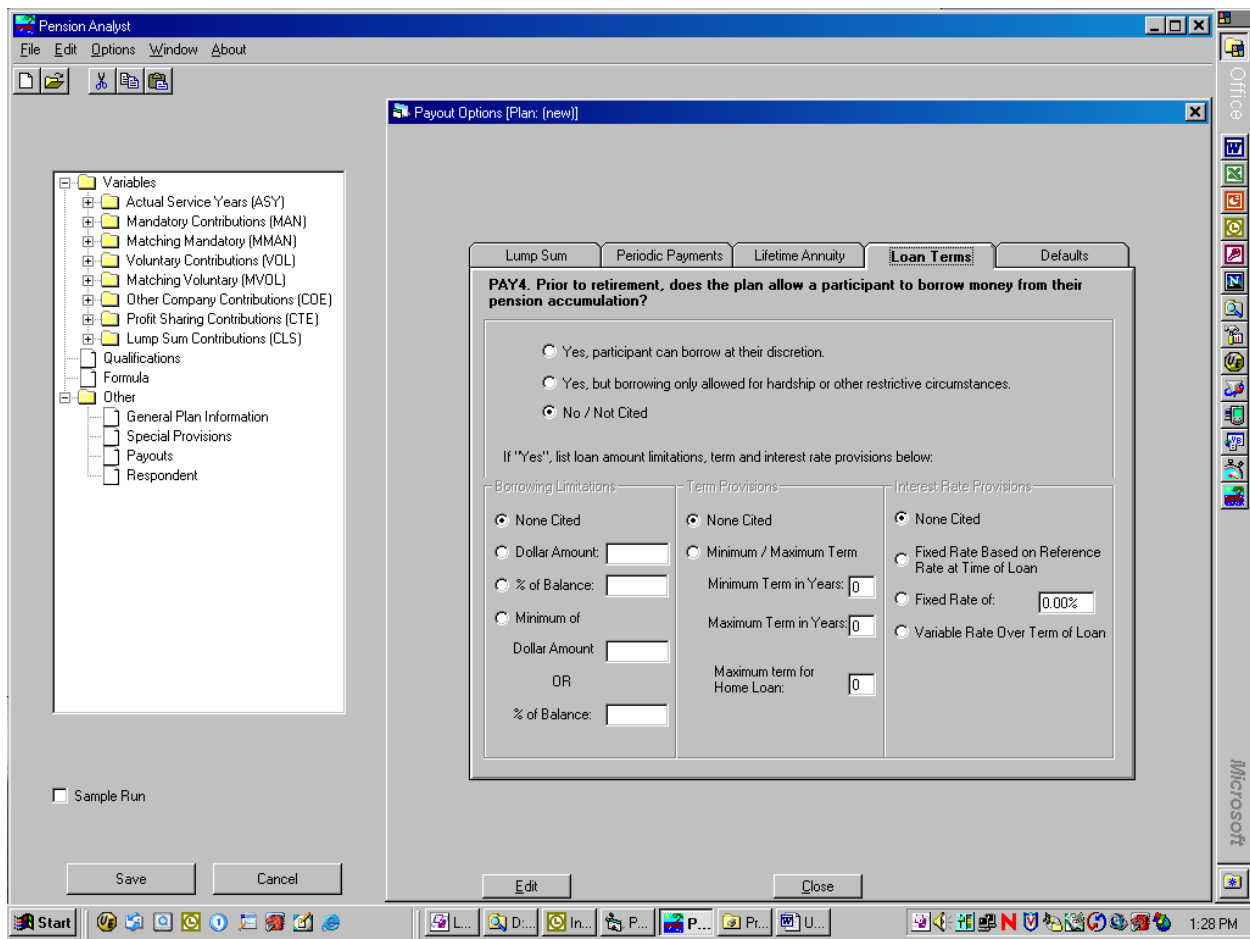 Pension Analyst
File Edit Options Window About
Office
Payout Options [Plan: (new)]
Variables
Actual Service Years (ASY)
Mandatory Contributions (MAN)
Matching Mandatory (MMAN)
Voluntary Contributions (VOL)
Matching Voluntary (MVOL)
Other Company Contributions (COE)
Profit Sharing Contributions (CTE)
Lump Sum Contributions (CLS)
Qualifications
Formula
Other
General Plan Information
Special Provisions
Payouts
Respondent
Lump Sum Periodic Payments Lifetime Annuity Loan Terms Defaults
PAY4. Prior to retirement, does the plan allow a participant to borrow money from their
pension accumulation?
Yes, participant can borrow at their discretion.
Yes, but borrowing only allowed for hardship or other restrictive circumstances.
No / Not Cited
If "Yes", list loan amount limitations, term and interest rate provisions below:
Borrowing Limitations
None Cited
Dollar Amount:
% of Balance:
Minimum of
Dollar Amount
OR
% of Balance:
Term Provisions
None Cited
Minimum / Maximum Term
Minimum Term in Years: 0
Maximum Term in Years: 0
Maximum term for
Home Loan: 0
Interest Rate Provisions
None Cited
Fixed Rate Based on Reference
Rate at Time of Loan
Fixed Rate of: 0.00%
Variable Rate Over Term of Loan
Sample Run
Save Cancel
Edit Close
Microsoft
Start L... D:... In... P... P... Pr... U... 1:28 PM